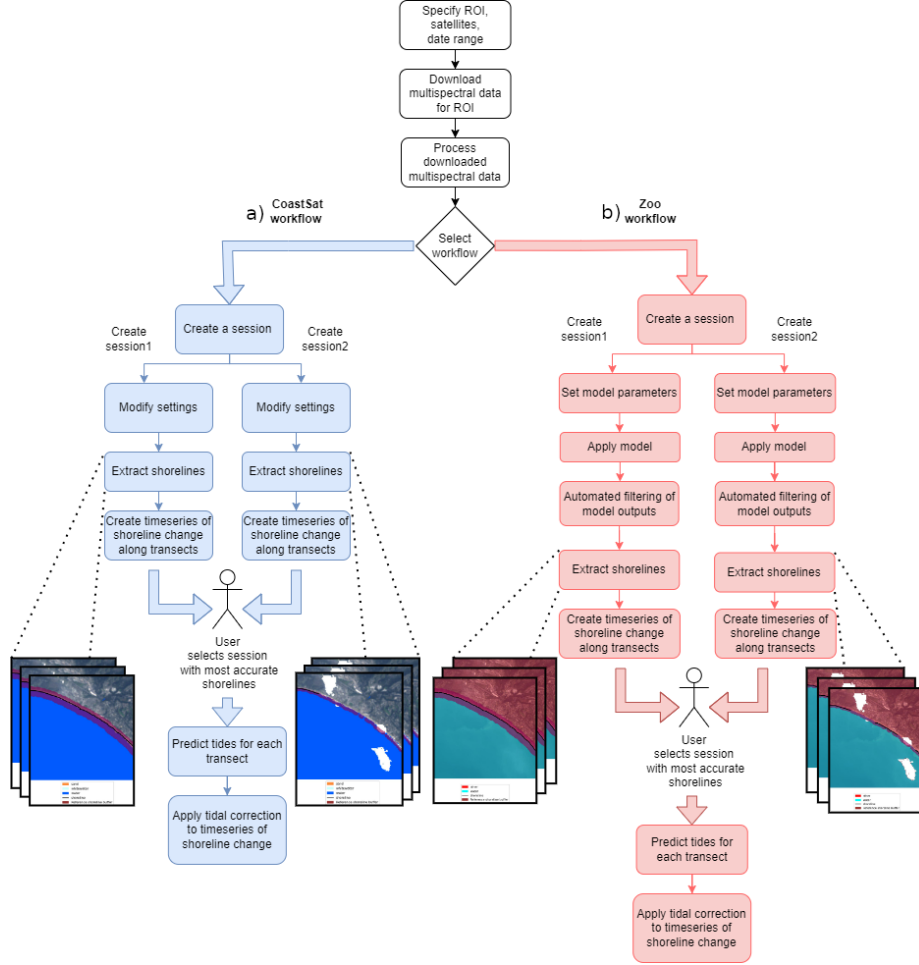 Specify ROI,
satellites,
date range
Download
multispectral data
for ROI
Process
downloaded
multispectral data
a) CoastSat
workflow
b) Zoo
workflow
Select
workflow
Create a session
Create
session1
Create
session2
Modify settings
Modify settings
Extract shorelines
Extract shorelines
Create timeseries of
shoreline change
along transects
Create timeseries of
shoreline change
along transects
User
selects session
with most accurate
shorelines
Predict tides for each
transect
Apply tidal correction
to timeseries of
shoreline change
Create a session
Create
session1
Create
session2
Set model parameters
Set model parameters
Apply model
Apply model
Automated filtering of
model outputs
Automated filtering of
model outputs
Extract shorelines
Extract shorelines
Create timeseries of
shoreline change
along transects
Create timeseries of
shoreline change
along transects
User
selects session
with most accurate
shorelines
Predict tides for
each transect
Apply tidal correction
to timeseries of
shoreline change